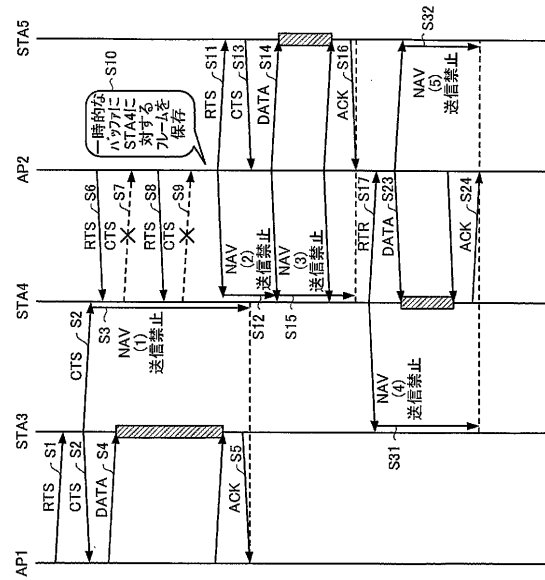 STA5
AP2
STA4
STA3
AP1
RTS S1
CTS S2
CTS S2
S3
NAV
(1)
送信禁止
DATA S4
ACK S5
RTS S6
CTS S7
RTS S8
CTS S9
S10
一時的な
バッファに
STA4に
対する
フレームを
保存
RTS S11
NAV
(2)
送信禁止
S12
CTS S13
DATA S14
NAV
(3)
送信禁止
S15
ACK S16
RTR S17
NAV
(4)
送信禁止
S31
NAV
(5)
送信禁止
S32
DATA S23
ACK S24